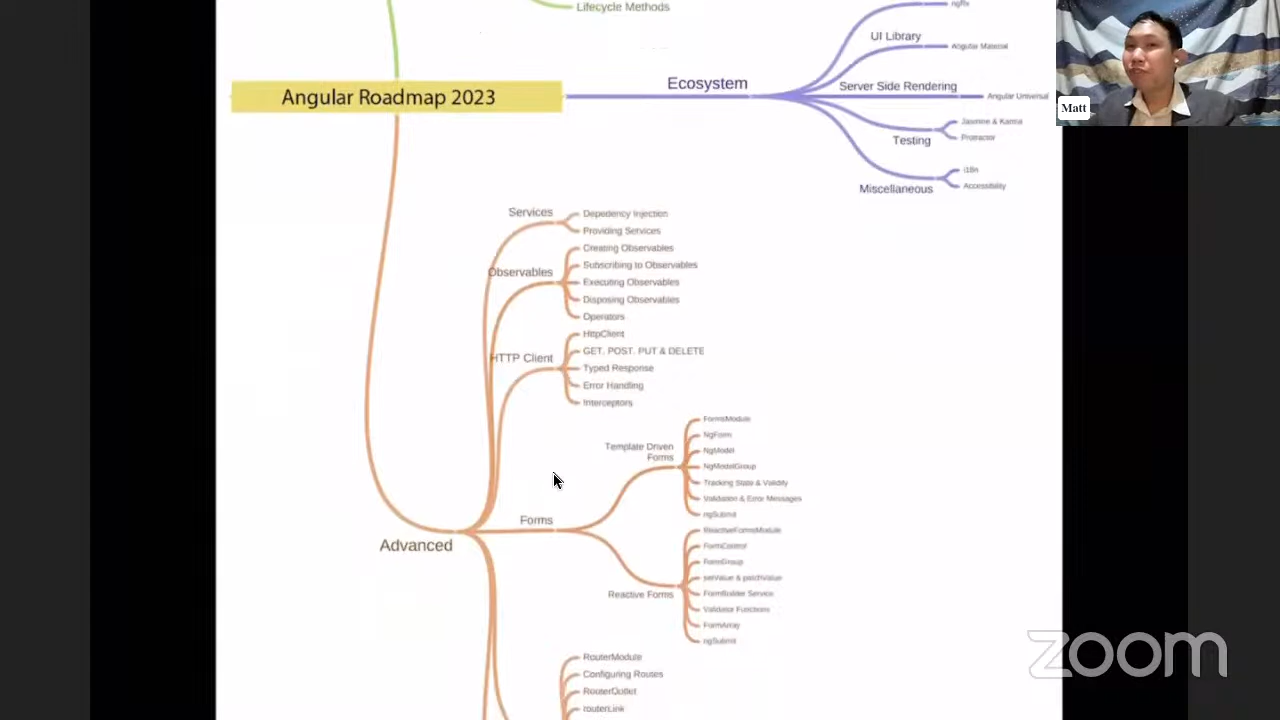 Lifecycle Methods
ngRx
UI Library
Angular Material
Ecosystem
Server Side Rendering
Angular Universal
Angular Roadmap 2023
Jasmine & Karma
Testing
Protractor
i18n
Miscellaneous
Accessibility
Matt
Services
Depedency Injection
Providing Services
Observables
Creating Observables
Subscribing to Observables
Executing Observables
Disposing Observables
Operators
HTTP Client
HttpClient
GET, POST, PUT & DELETE
Typed Response
Error Handling
Interceptors
Advanced
Forms
Template Driven
Forms
FormsModule
NgForm
NgModel
NgModelGroup
Tracking State & Validity
Validation & Error Messages
ngSubmit
Reactive Forms
ReactiveFormsModule
FormControl
FormGroup
setValue & patchValue
FormBuilder Service
Validator Functions
FormArray
ngSubmit
RouterModule
Configuring Routes
RouterOutlet
routerLink
zoom